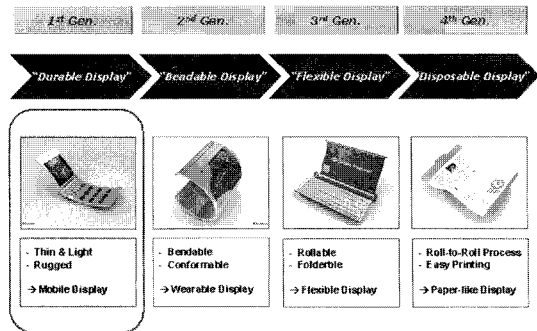 1st Gen.
2nd Gen.
3rd Gen.
4th Gen.
"Durable Display"
"Bendable Display"
"Flexible Display"
"Disposable Display"
- Thin & Light
- Rugged
→ Mobile Display
- Bendable
- Conformable
→ Wearable Display
- Rollable
- Folderble
→ Flexible Display
- Roll-to-Roll Process
- Easy Printing
→ Paper-like Display